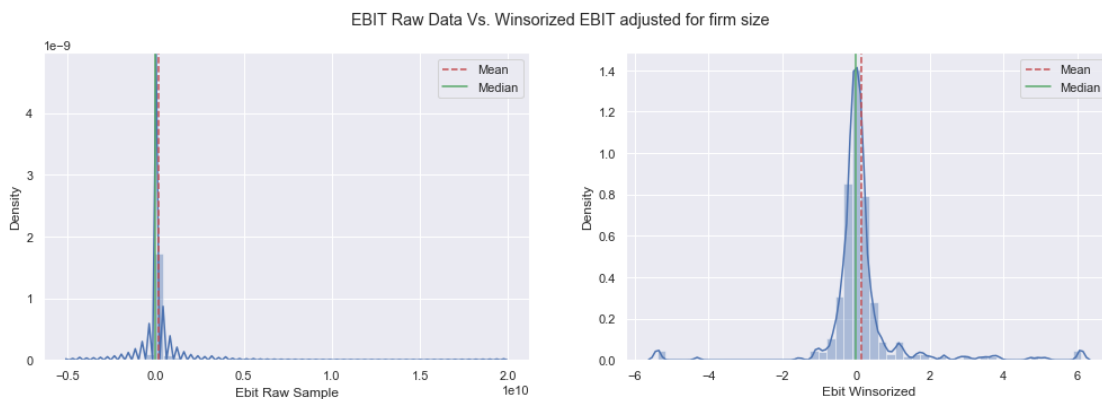 EBIT Raw Data Vs. Winsorized EBIT adjusted for firm size
1e−9
Mean
Median
4
3
2
1
0
Density
−0.5 0.0 0.5 1.0 1.5 2.0
1e10
Ebit Raw Sample
Mean
Median
1.4
1.2
1.0
0.8
0.6
0.4
0.2
0.0
Density
−6 −4 −2 0 2 4 6
Ebit Winsorized